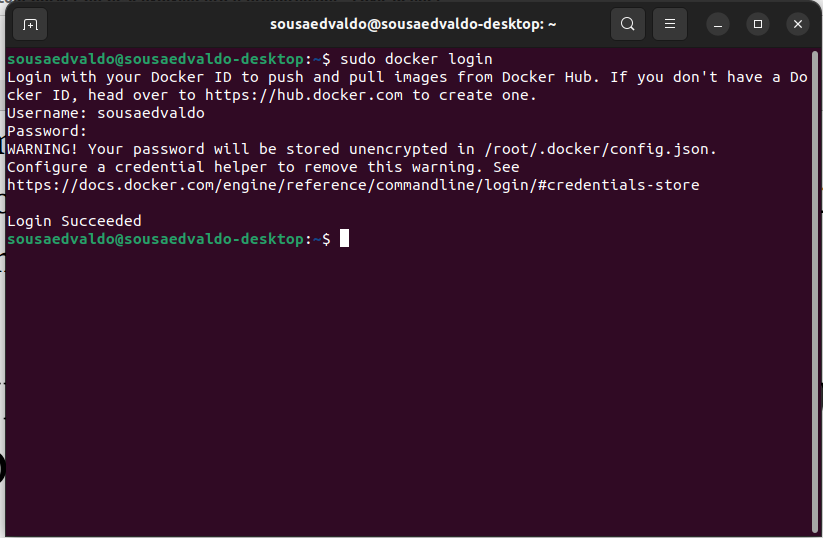 sousaedvaldo@sousaedvaldo-desktop: ~
sousaedvaldo@sousaedvaldo-desktop:~$ sudo docker login
Login with your Docker ID to push and pull images from Docker Hub. If you don't have a Do
cker ID, head over to https://hub.docker.com to create one.
Username: sousaedvaldo
Password:
WARNING! Your password will be stored unencrypted in /root/.docker/config.json.
Configure a credential helper to remove this warning. See
https://docs.docker.com/engine/reference/commandline/login/#credentials-store
Login Succeeded
sousaedvaldo@sousaedvaldo-desktop:~$